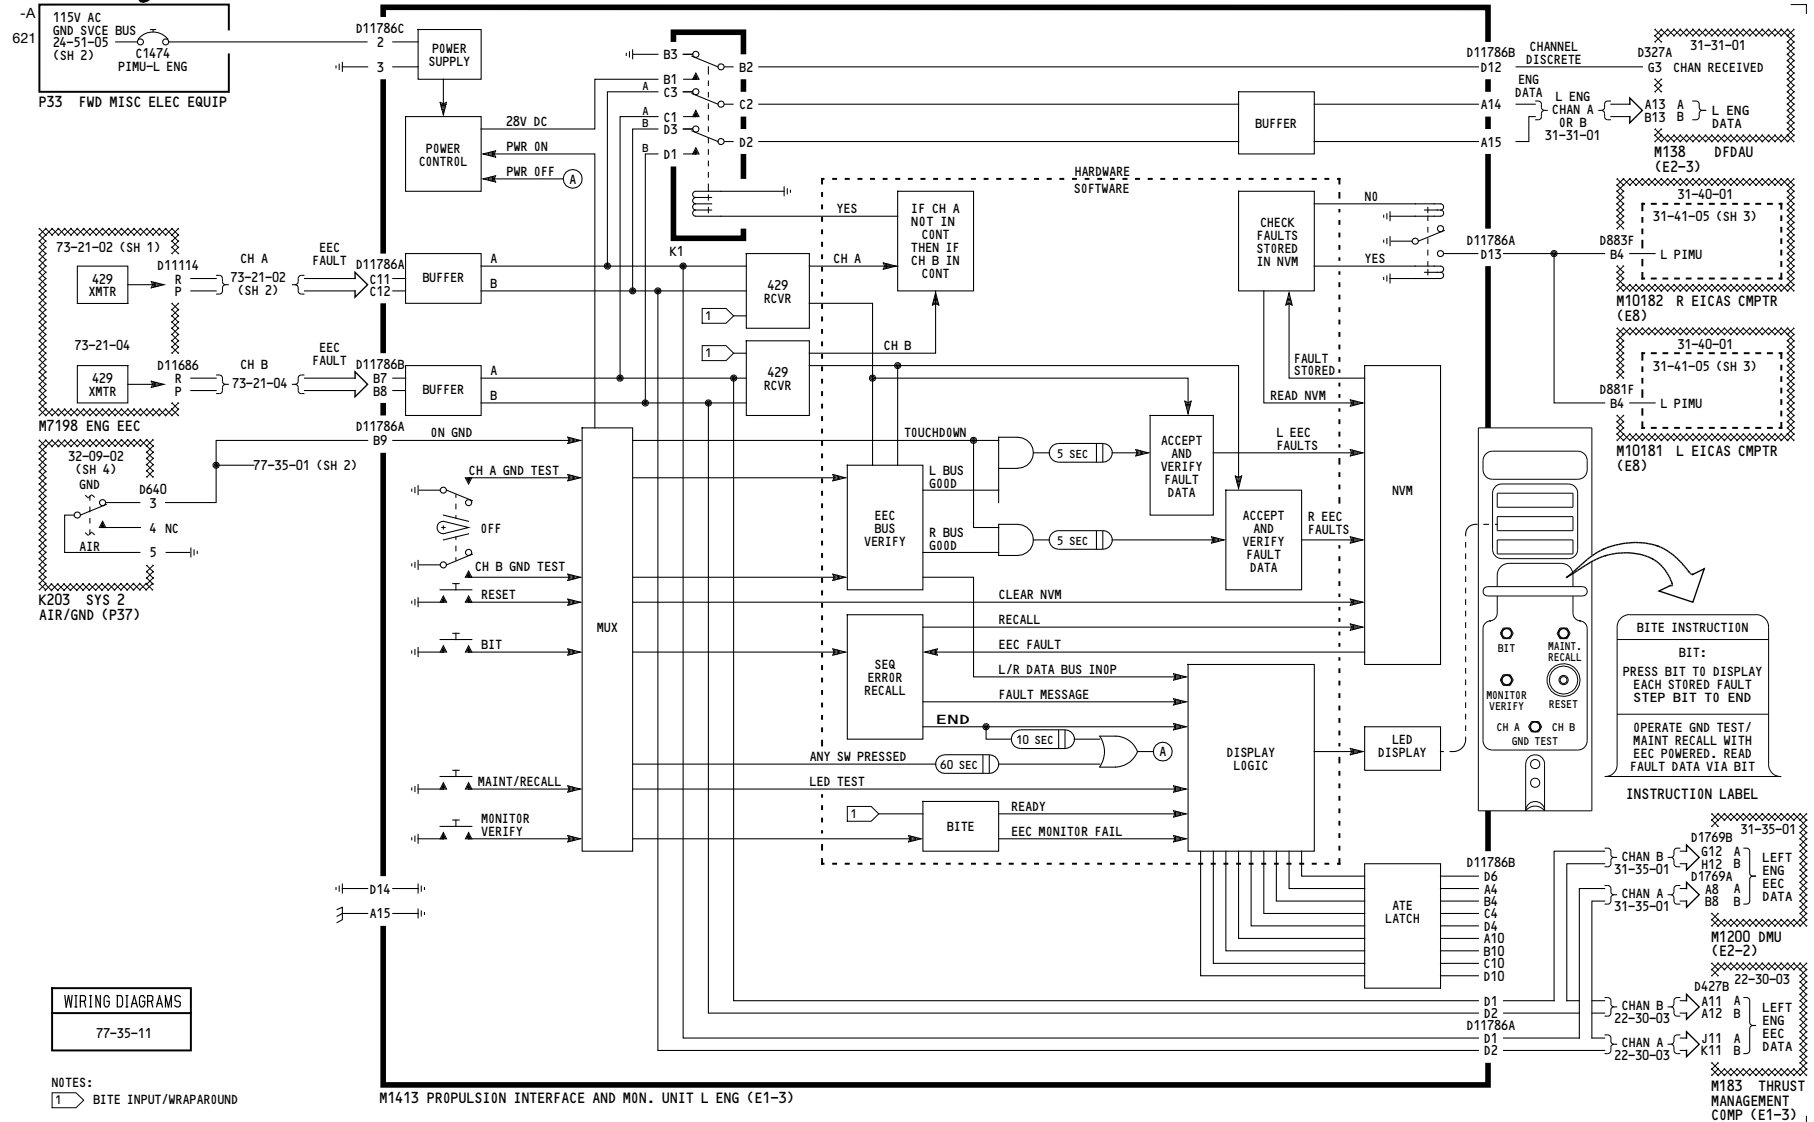 -A
621
115V AC
GND SVCE BUS
24-51-05
(SH 2)
C1474
PIMU-L ENG
P33 FWD MISC ELEC EQUIP
D11786C
2
3
POWER
SUPPLY
POWER
CONTROL
28V DC
PWR ON
PWR OFF
A
B3
B1
A
C3
A
C1
B
D3
B
D1
B2
C2
D2
K1
BUFFER
D11786B
D12
A14
A15
CHANNEL
DISCRETE
ENG
DATA
L ENG
CHAN A
OR B
31-31-01
31-31-01
D327A
G3 CHAN RECEIVED
A13 A
B13 B
L ENG
DATA
M138 DFDAU
(E2-3)
HARDWARE
SOFTWARE
YES
IF CH A
NOT IN
CONT
THEN IF
CH B IN
CONT
CHECK
FAULTS
STORED
IN NVM
NO
YES
D11786A
D13
31-40-01
31-41-05 (SH 3)
D883F
B4
L PIMU
M10182 R EICAS CMPTR
(E8)
31-40-01
31-41-05 (SH 3)
D881F
B4
L PIMU
M10181 L EICAS CMPTR
(E8)
73-21-02 (SH 1)
429
XMTR
D11114
R
P
CH A
73-21-02
(SH 2)
EEC
FAULT
D11786A
C11
C12
BUFFER
A
B
429
RCVR
1
CH A
73-21-04
429
XMTR
D11686
R
P
CH B
73-21-04
EEC
FAULT
D11786B
B7
B8
BUFFER
A
B
1
429
RCVR
CH B
M7198 ENG EEC
FAULT
STORED
READ NVM
NVM
D11786A
B9
ON GND
77-35-01 (SH 2)
32-09-02
(SH 4)
GND
D640
3
4 NC
AIR
5
K203 SYS 2
AIR/GND (P37)
CH A GND TEST
OFF
CH B GND TEST
RESET
BIT
MAINT/RECALL
MONITOR
VERIFY
MUX
TOUCHDOWN
L BUS
GOOD
R BUS
GOOD
EEC
BUS
VERIFY
5 SEC
5 SEC
ACCEPT
AND
VERIFY
FAULT
DATA
L EEC
FAULTS
ACCEPT
AND
VERIFY
FAULT
DATA
R EEC
FAULTS
CLEAR NVM
RECALL
EEC FAULT
SEQ
ERROR
RECALL
L/R DATA BUS INOP
FAULT MESSAGE
END
10 SEC
A
ANY SW PRESSED
60 SEC
LED TEST
1
BITE
READY
EEC MONITOR FAIL
DISPLAY
LOGIC
LED
DISPLAY
BIT
MAINT.
RECALL
MONITOR
VERIFY
RESET
CH A
CH B
GND TEST
BITE INSTRUCTION
BIT:
PRESS BIT TO DISPLAY
EACH STORED FAULT
STEP BIT TO END
OPERATE GND TEST/
MAINT RECALL WITH
EEC POWERED. READ
FAULT DATA VIA BIT
INSTRUCTION LABEL
D14
A15
ATE
LATCH
D11786B
D6
A4
B4
C4
D4
A10
B10
C10
D10
D1
D2
D11786A
D1
D2
CHAN B
31-35-01
CHAN A
31-35-01
31-35-01
D1769B
G12 A
H12 B
D1769A
A8 A
B8 B
LEFT
ENG
EEC
DATA
M1200 DMU
(E2-2)
CHAN B
22-30-03
CHAN A
22-30-03
22-30-03
D427B
A11 A
A12 B
J11 A
K11 B
LEFT
ENG
EEC
DATA
M183 THRUST
MANAGEMENT
COMP (E1-3)
WIRING DIAGRAMS
77-35-11
NOTES:
1 BITE INPUT/WRAPAROUND
M1413 PROPULSION INTERFACE AND MON. UNIT L ENG (E1-3)